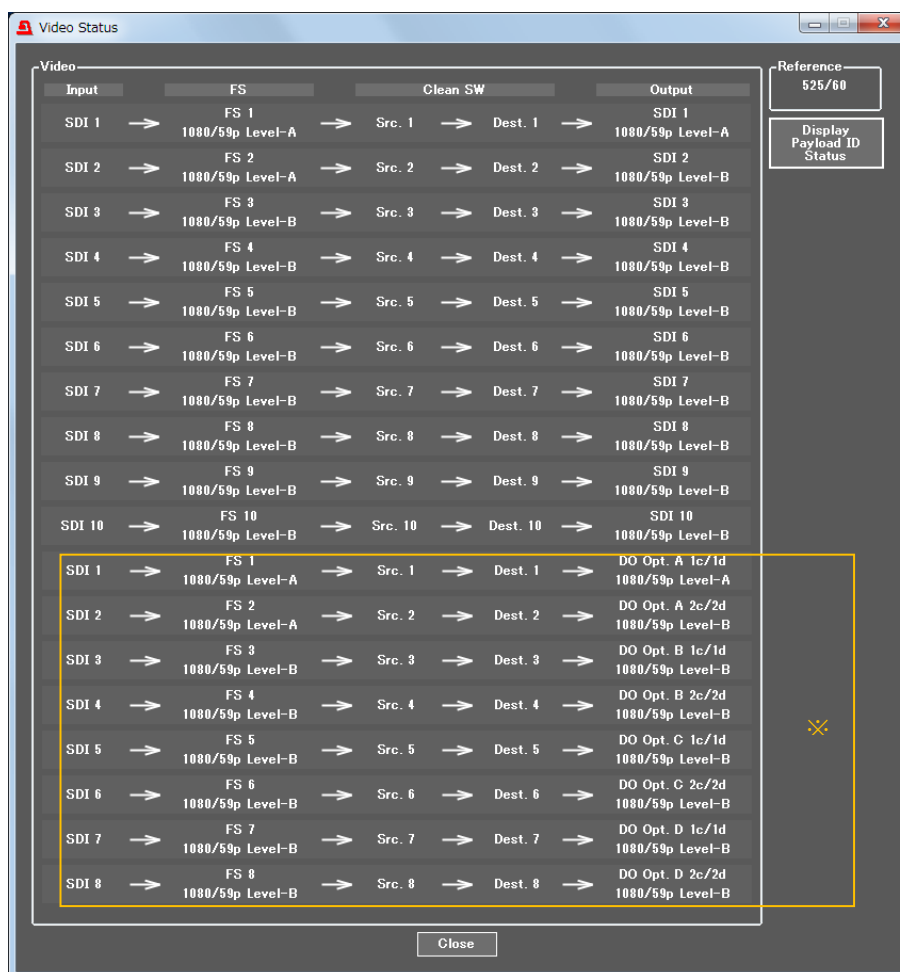 Video Status
Video
Reference
525/60
Display
Payload ID
Status
Input FS Clean SW Output
SDI 1 → FS 1 → Src. 1 → Dest. 1 → SDI 1
1080/59p Level-A 1080/59p Level-A
SDI 2 → FS 2 → Src. 2 → Dest. 2 → SDI 2
1080/59p Level-A 1080/59p Level-B
SDI 3 → FS 3 → Src. 3 → Dest. 3 → SDI 3
1080/59p Level-B 1080/59p Level-B
SDI 4 → FS 4 → Src. 4 → Dest. 4 → SDI 4
1080/59p Level-B 1080/59p Level-B
SDI 5 → FS 5 → Src. 5 → Dest. 5 → SDI 5
1080/59p Level-B 1080/59p Level-B
SDI 6 → FS 6 → Src. 6 → Dest. 6 → SDI 6
1080/59p Level-B 1080/59p Level-B
SDI 7 → FS 7 → Src. 7 → Dest. 7 → SDI 7
1080/59p Level-B 1080/59p Level-B
SDI 8 → FS 8 → Src. 8 → Dest. 8 → SDI 8
1080/59p Level-B 1080/59p Level-B
SDI 9 → FS 9 → Src. 9 → Dest. 9 → SDI 9
1080/59p Level-B 1080/59p Level-B
SDI 10 → FS 10 → Src. 10 → Dest. 10 → SDI 10
1080/59p Level-B 1080/59p Level-B
SDI 1 → FS 1 → Src. 1 → Dest. 1 → DO Opt. A 1c/1d
1080/59p Level-A 1080/59p Level-A
SDI 2 → FS 2 → Src. 2 → Dest. 2 → DO Opt. A 2c/2d
1080/59p Level-A 1080/59p Level-B
SDI 3 → FS 3 → Src. 3 → Dest. 3 → DO Opt. B 1c/1d
1080/59p Level-B 1080/59p Level-B
SDI 4 → FS 4 → Src. 4 → Dest. 4 → DO Opt. B 2c/2d
1080/59p Level-B 1080/59p Level-B
※
SDI 5 → FS 5 → Src. 5 → Dest. 5 → DO Opt. C 1c/1d
1080/59p Level-B 1080/59p Level-B
SDI 6 → FS 6 → Src. 6 → Dest. 6 → DO Opt. C 2c/2d
1080/59p Level-B 1080/59p Level-B
SDI 7 → FS 7 → Src. 7 → Dest. 7 → DO Opt. D 1c/1d
1080/59p Level-B 1080/59p Level-B
SDI 8 → FS 8 → Src. 8 → Dest. 8 → DO Opt. D 2c/2d
1080/59p Level-B 1080/59p Level-B
Close